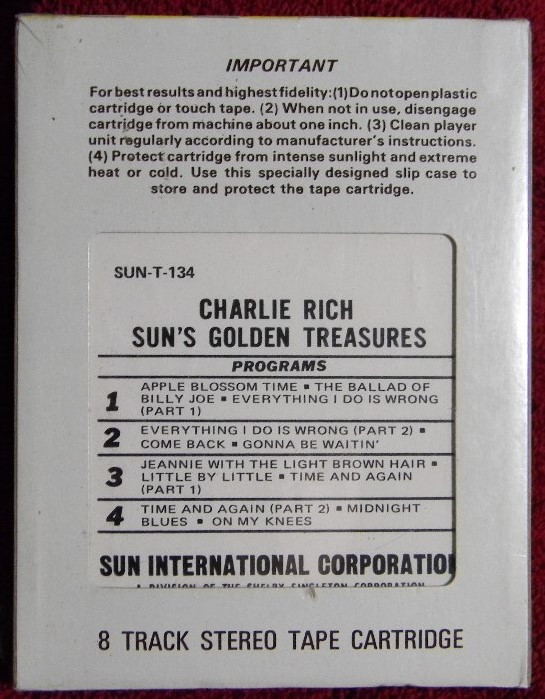 IMPORTANT
For best results and highest fidelity:(1)Do not open plastic
cartridge or touch tape. (2) When not in use, disengage
cartridge from machine about one inch. (3) Clean player
unit regularly according to manufacturer's instructions.
(4) Protect cartridge from intense sunlight and extreme
heat or cold. Use this specially designed slip case to
store and protect the tape cartridge.
SUN-T-134
CHARLIE RICH
SUN'S GOLDEN TREASURES
PROGRAMS
1 APPLE BLOSSOM TIME ▪ THE BALLAD OF
BILLY JOE ▪ EVERYTHING I DO IS WRONG
(PART 1)
2 EVERYTHING I DO IS WRONG (PART 2) ▪
COME BACK ▪ GONNA BE WAITIN'
3 JEANNIE WITH THE LIGHT BROWN HAIR ▪
LITTLE BY LITTLE ▪ TIME AND AGAIN
(PART 1)
4 TIME AND AGAIN (PART 2) ▪ MIDNIGHT
BLUES ▪ ON MY KNEES
SUN INTERNATIONAL CORPORATIO
A DIVISION OF THE SHELBY SINGLETON CORPORATION
8 TRACK STEREO TAPE CARTRIDGE